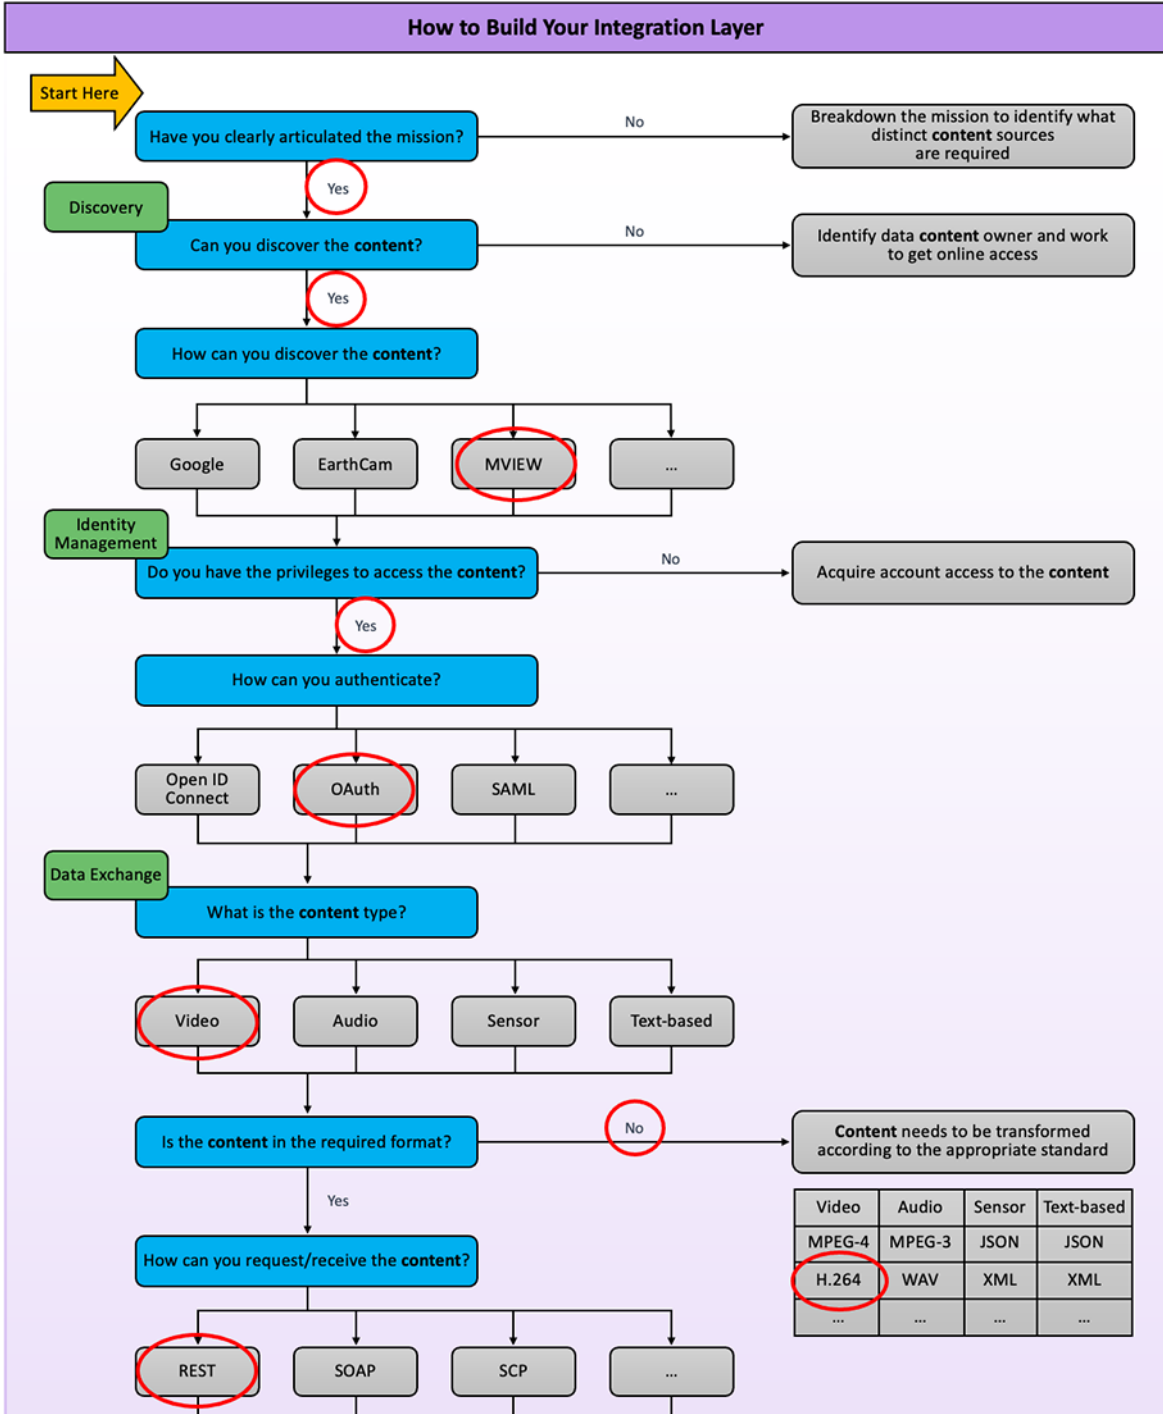 How to Build Your Integration Layer
Start Here
Have you clearly articulated the mission?
No
Breakdown the mission to identify what
distinct content sources
are required
Yes
Discovery
Can you discover the content?
No
Identify data content owner and work
to get online access
Yes
How can you discover the content?
Google
EarthCam
MVIEW
...
Identity
Management
Do you have the privileges to access the content?
No
Acquire account access to the content
Yes
How can you authenticate?
Open ID
Connect
OAuth
SAML
...
Data Exchange
What is the content type?
Video
Audio
Sensor
Text-based
Is the content in the required format?
No
Content needs to be transformed
according to the appropriate standard
Yes
Video Audio Sensor Text-based
MPEG-4 MPEG-3 JSON JSON
H.264 WAV XML XML
... ... ... ...
How can you request/receive the content?
REST
SOAP
SCP
...